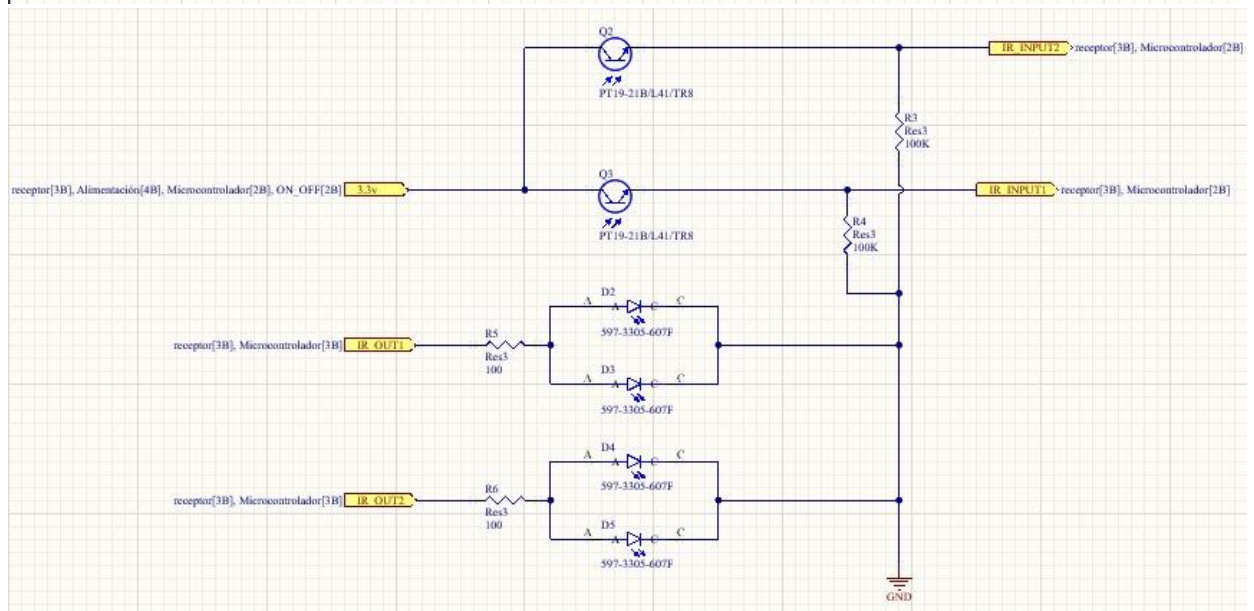 Q2
PT19-21B/L41/TR8
IR_INPUT2 receptor[3B], Microcontrolador[2B]
R3
Res3
100K
receptor[3B], Alimentación[4B], Microcontrolador[2B], ON_OFF[2B] 3.3v
Q3
PT19-21B/L41/TR8
IR_INPUT1 receptor[3B], Microcontrolador[2B]
R4
Res3
100K
D2
A A C C
597-3305-607F
receptor[3B], Microcontrolador[3B] IR_OUT1
R5
Res3
100
D3
A A C C
597-3305-607F
D4
A A C C
597-3305-607F
receptor[3B], Microcontrolador[3B] IR_OUT2
R6
Res3
100
D5
A A C C
597-3305-607F
GND